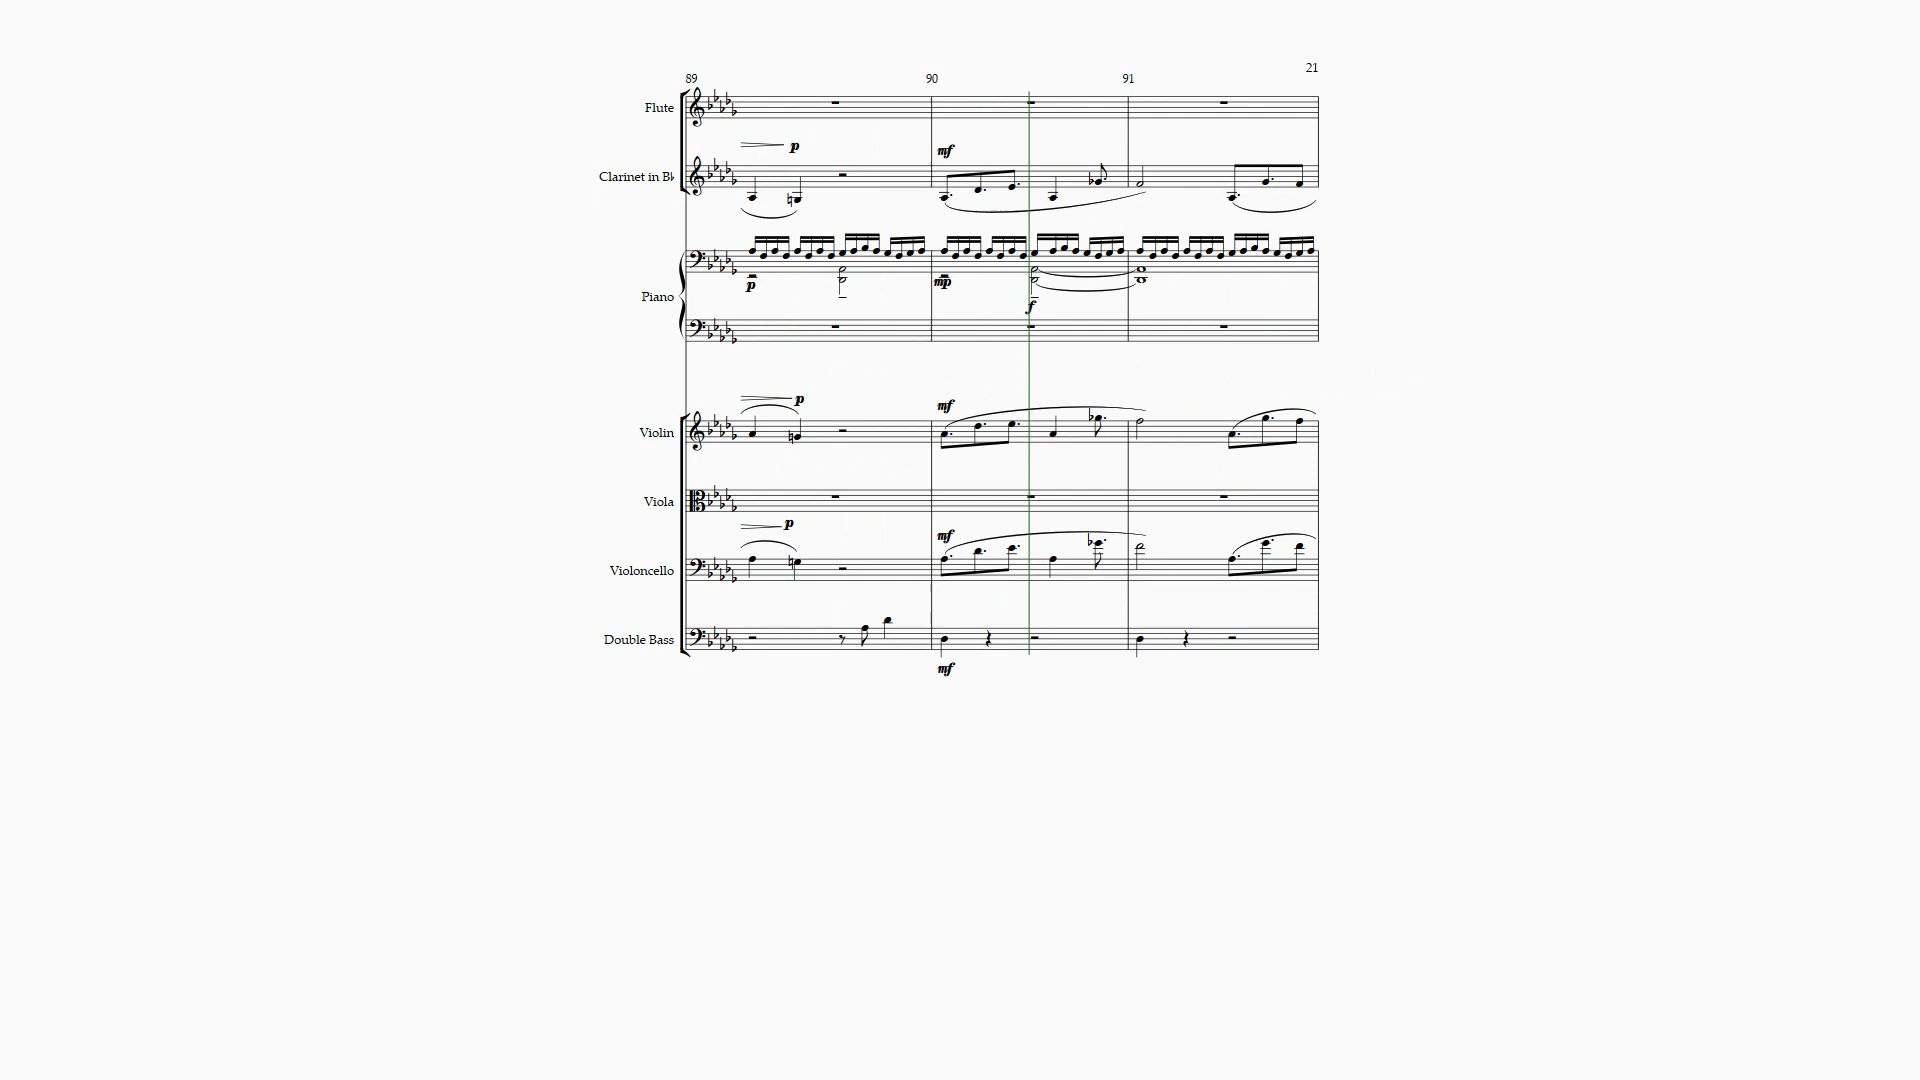 21
89 90 91
Flute
p mf
Clarinet in B♭
p mp
Piano
f
p mf
Violin
Viola
p mf
Violoncello
Double Bass
mf